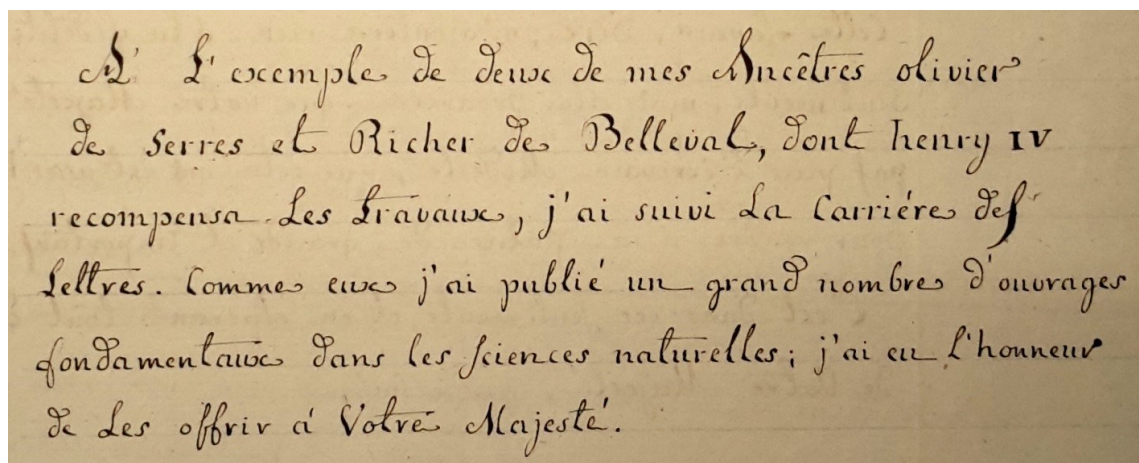 A' L'exemple de deux de mes Ancêtres olivier
de Serres et Richer de Belleval, dont henry IV
recompensa Les travaux, j'ai suivi La Carriére des
Lettres. Comme eux j'ai publié un grand nombre d'ouvrages
fondamentaux dans les sciences naturelles; j'ai eu L'honneur
de Les offrir á Votre Majesté.